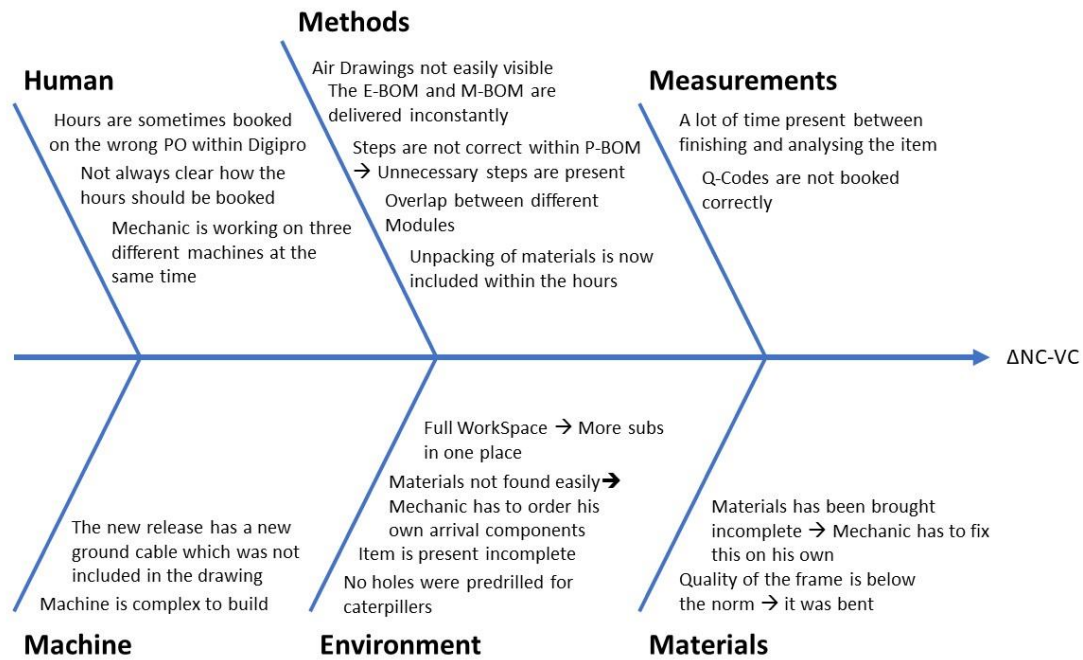 Methods
Human
Measurements
Hours are sometimes booked
on the wrong PO within Digipro
Not always clear how the
hours should be booked
Mechanic is working on three
different machines at the
same time
Air Drawings not easily visible
The E-BOM and M-BOM are
delivered inconstantly
Steps are not correct within P-BOM
→ Unnecessary steps are present
Overlap between different
Modules
Unpacking of materials is now
included within the hours
A lot of time present between
finishing and analysing the item
Q-Codes are not booked
correctly
ΔNC-VC
The new release has a new
ground cable which was not
included in the drawing
Machine is complex to build
Machine
Full WorkSpace → More subs
in one place
Materials not found easily→
Mechanic has to order his
own arrival components
Item is present incomplete
No holes were predrilled for
caterpillers
Environment
Materials has been brought
incomplete → Mechanic has to fix
this on his own
Quality of the frame is below
the norm → it was bent
Materials